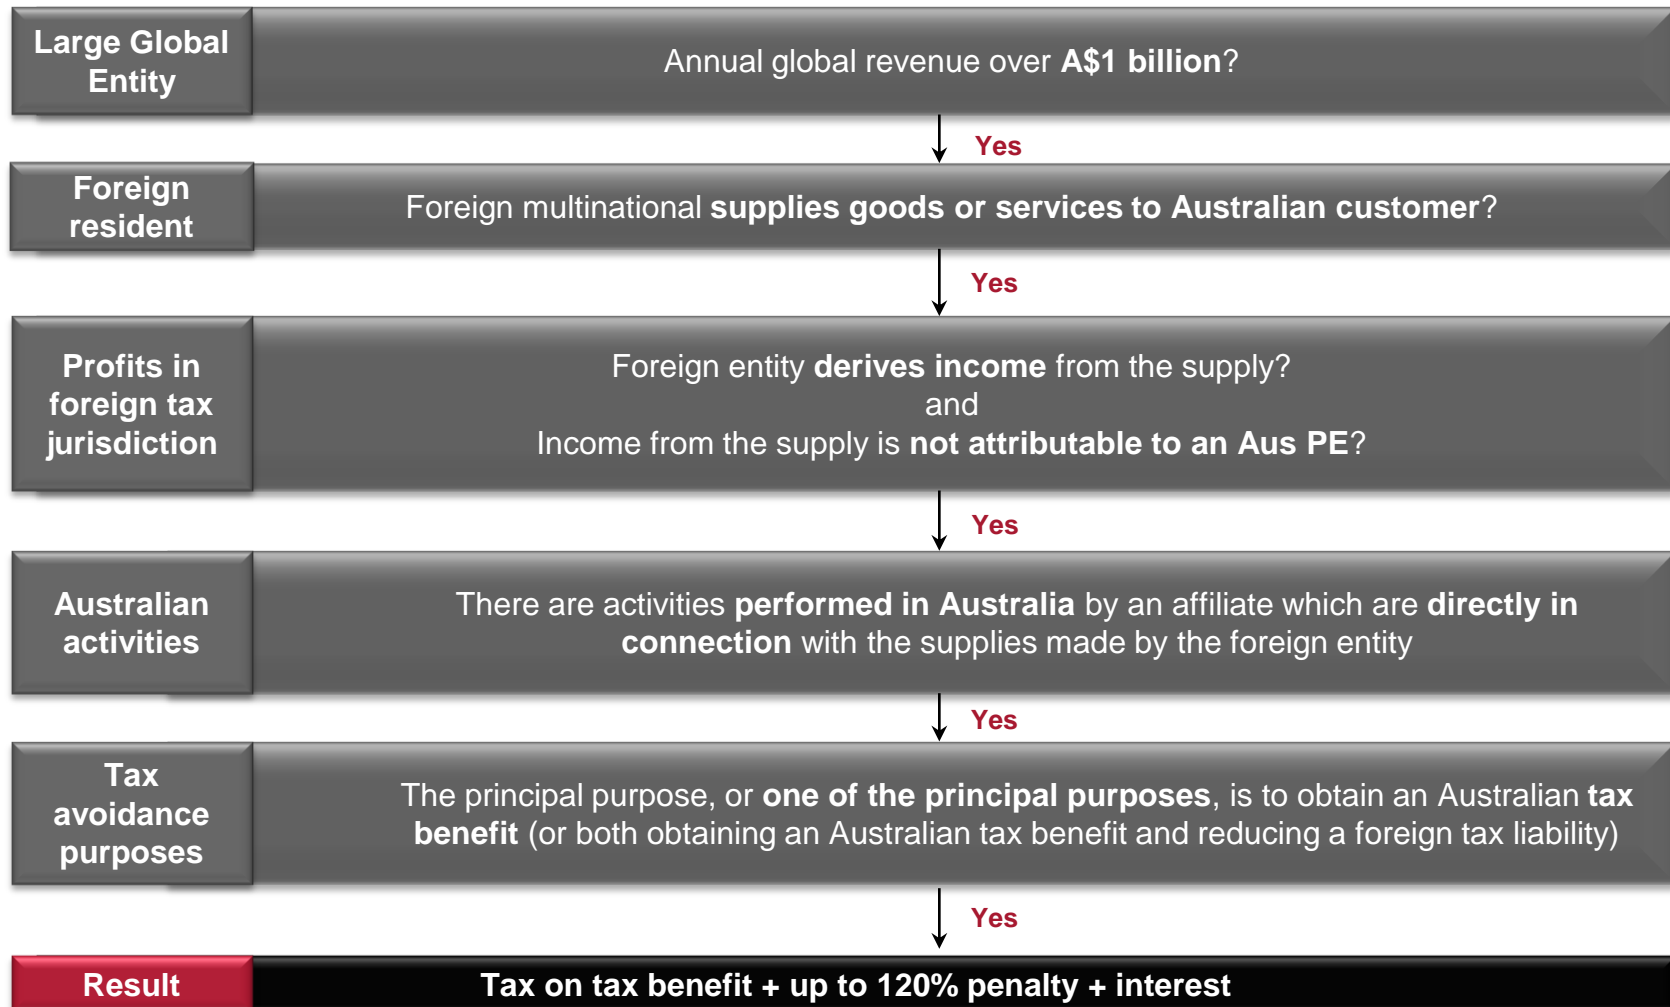 Large Global
Entity
Annual global revenue over A$1 billion?
Yes
Foreign
resident
Foreign multinational supplies goods or services to Australian customer?
Yes
Profits in
foreign tax
jurisdiction
Foreign entity derives income from the supply?
and
Income from the supply is not attributable to an Aus PE?
Yes
Australian
activities
There are activities performed in Australia by an affiliate which are directly in
connection with the supplies made by the foreign entity
Yes
Tax
avoidance
purposes
The principal purpose, or one of the principal purposes, is to obtain an Australian tax
benefit (or both obtaining an Australian tax benefit and reducing a foreign tax liability)
Yes
Result
Tax on tax benefit + up to 120% penalty + interest